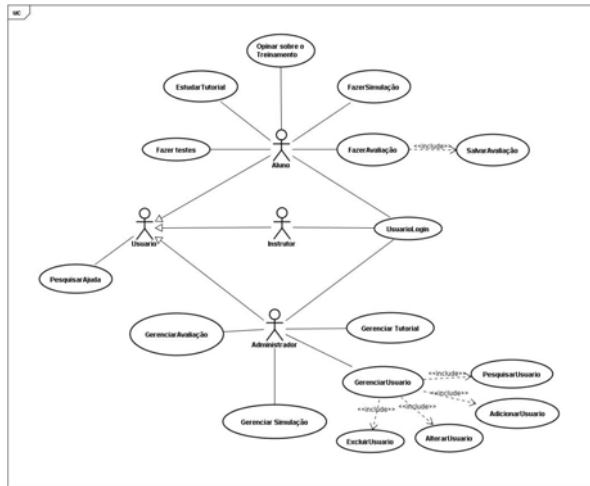 uc
Opinar sobre o
Treinamento
EstudarTutorial
FazerSimulação
Fazer testes
FazerAvaliação
<<include>>
SalvarAvaliação
Aluno
Usuario
Instrutor
UsuarioLogin
PesquisarAjuda
GerenciarAvaliação
Administrador
Gerenciar Tutorial
GerenciarUsuario
<<include>>
PesquisarUsuario
<<include>>
AdicionarUsuario
<<include>>
<<include>>
Gerenciar Simulação
ExcluirUsuario
AlterarUsuario